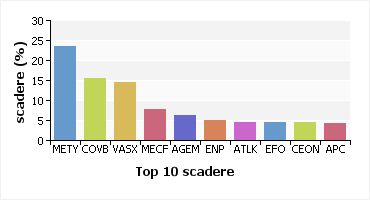 scadere (%)
30
25
20
15
10
5
0
METY COVB VASX MECF AGEM ENP ATLK EFO CEON APC
Top 10 scadere